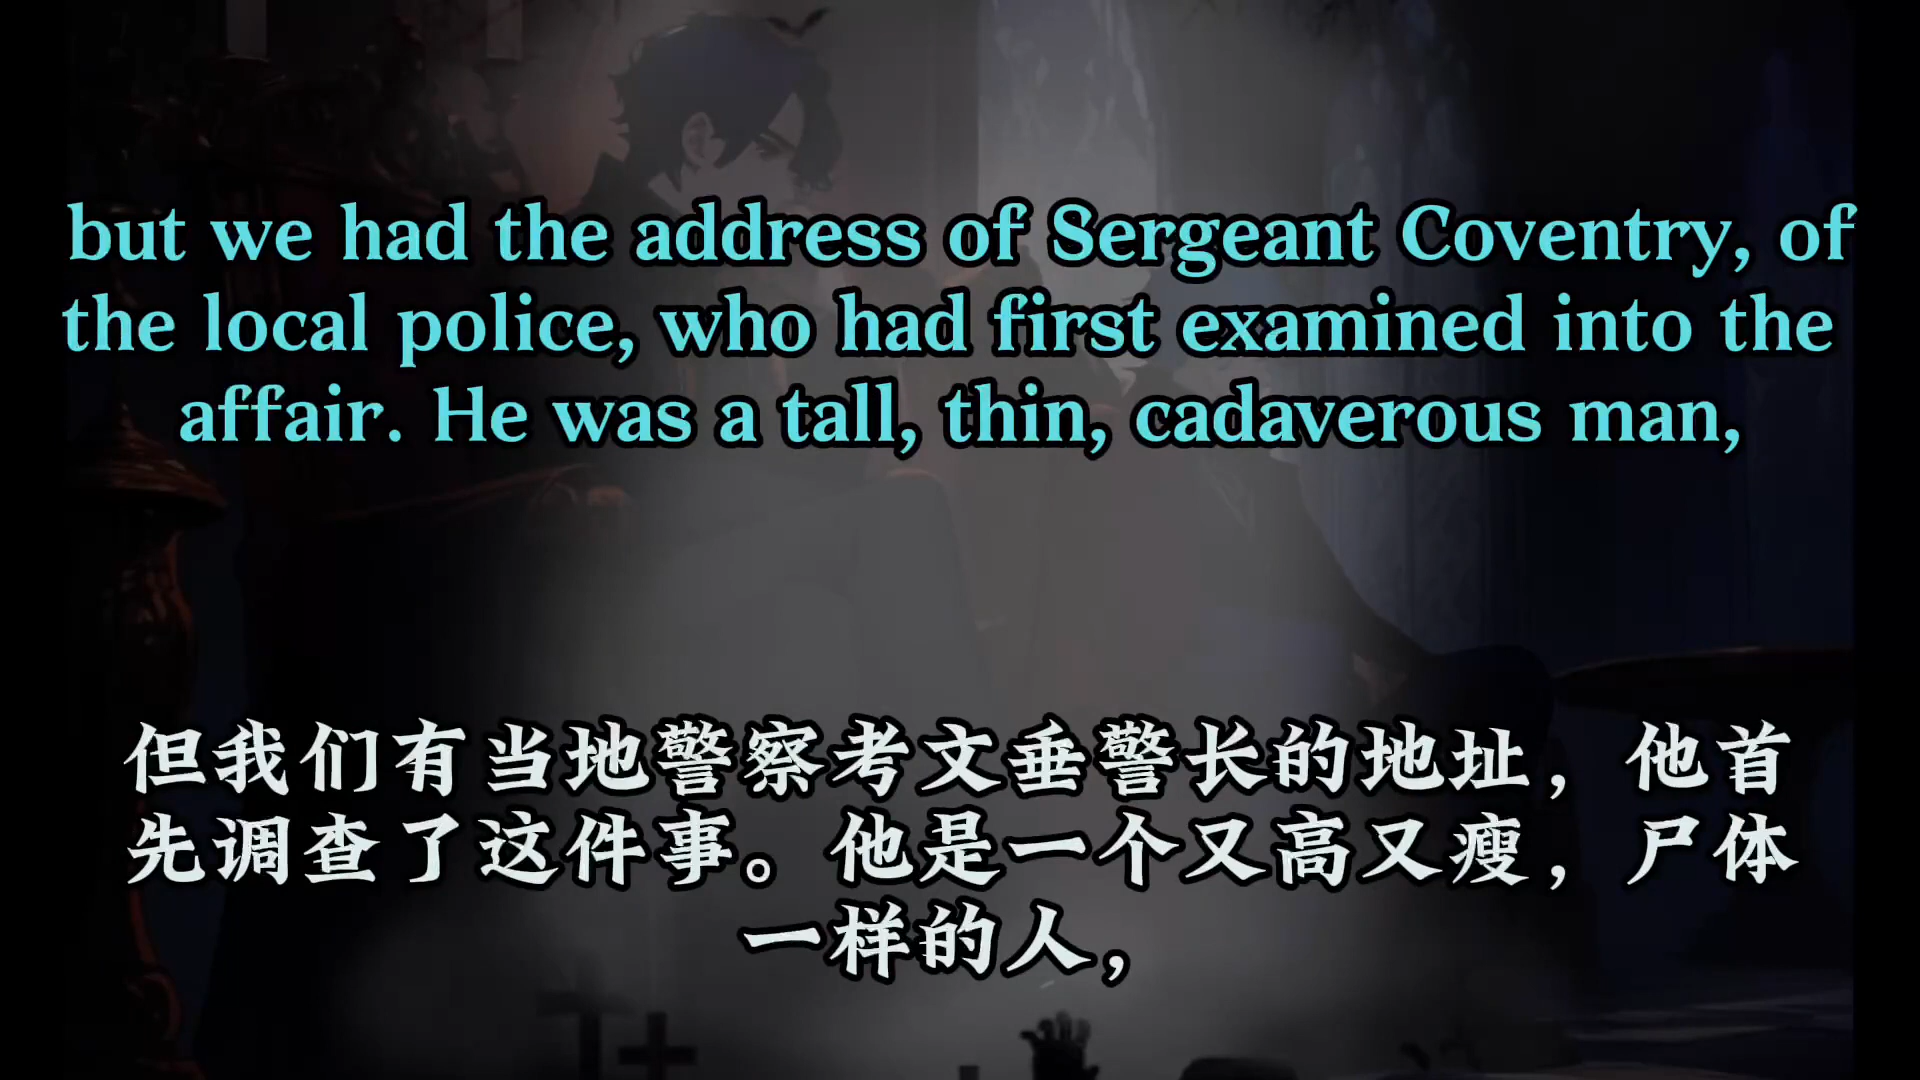 but we had the address of Sergeant Coventry, of
the local police, who had first examined into the
affair. He was a tall, thin, cadaverous man,
但我们有当地警察考文垂警长的地址，他首
先调查了这件事。他是一个又高又瘦，尸体
一样的人，